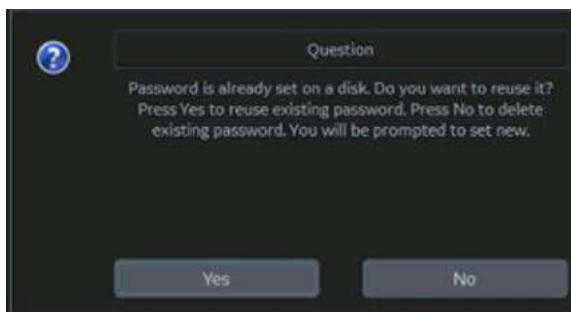 Question
Password is already set on a disk. Do you want to reuse it?
Press Yes to reuse existing password. Press No to delete
existing password. You will be prompted to set new.
Yes
No